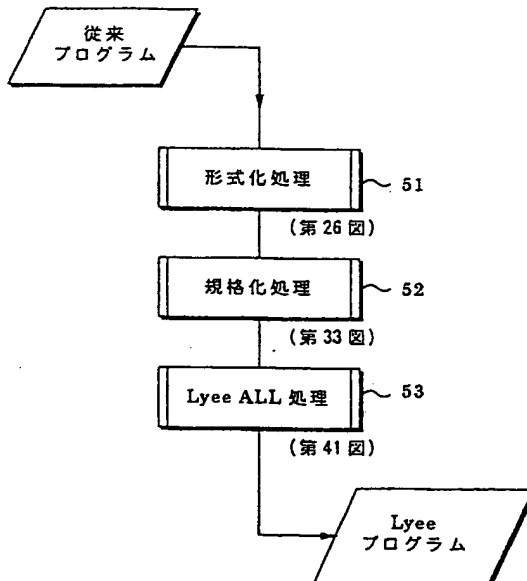 従来
プログラム
形式化処理
51
(第26図)
規格化処理
52
(第33図)
Lyee ALL 処理
53
(第41図)
Lyee
プログラム